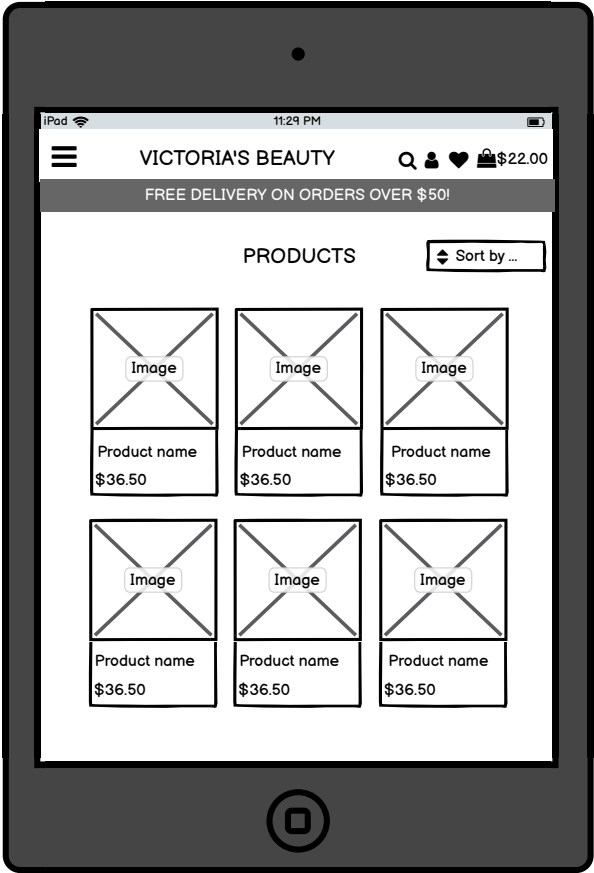 iPad 11:29 PM
VICTORIA'S BEAUTY $22.00
FREE DELIVERY ON ORDERS OVER $50!
PRODUCTS Sort by ...
Image Image Image
Product name Product name Product name
$36.50 $36.50 $36.50
Image Image Image
Product name Product name Product name
$36.50 $36.50 $36.50